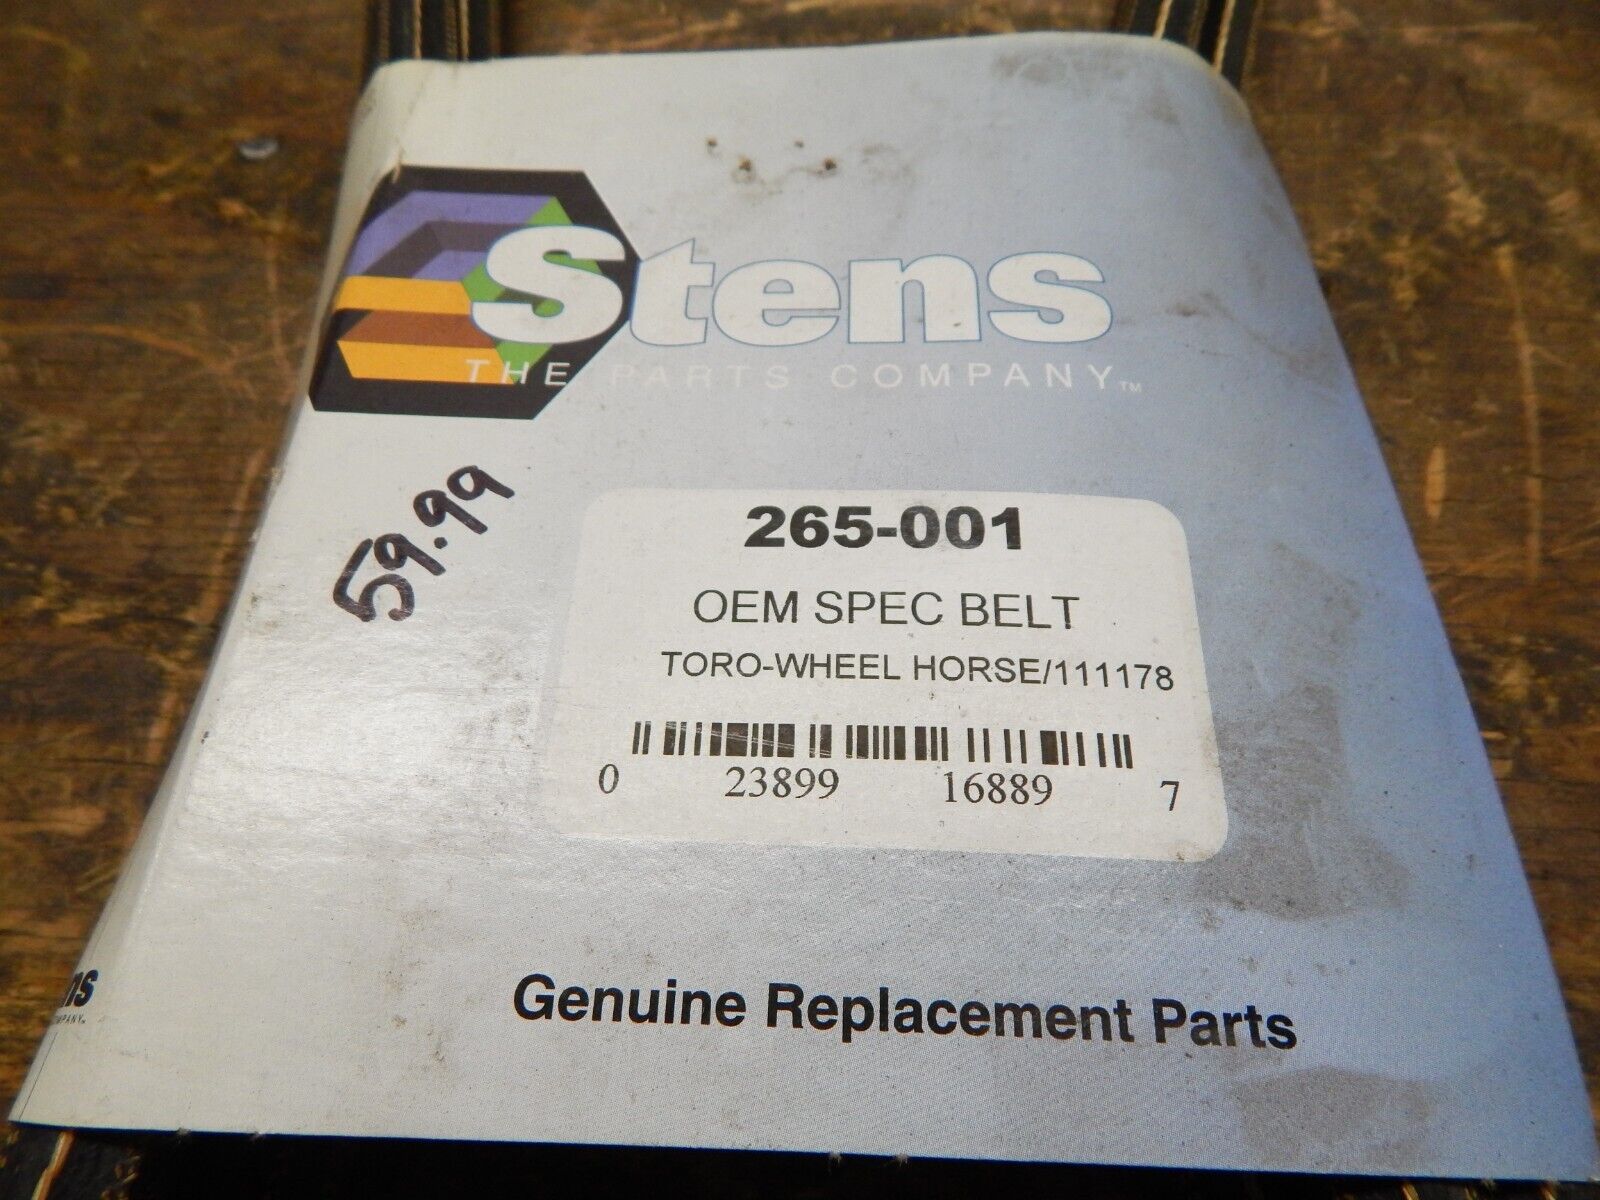 Stens
THE PARTS COMPANY™
59.99
265-001
OEM SPEC BELT
TORO-WHEEL HORSE/111178
0 23899 16889 7
Genuine Replacement Parts